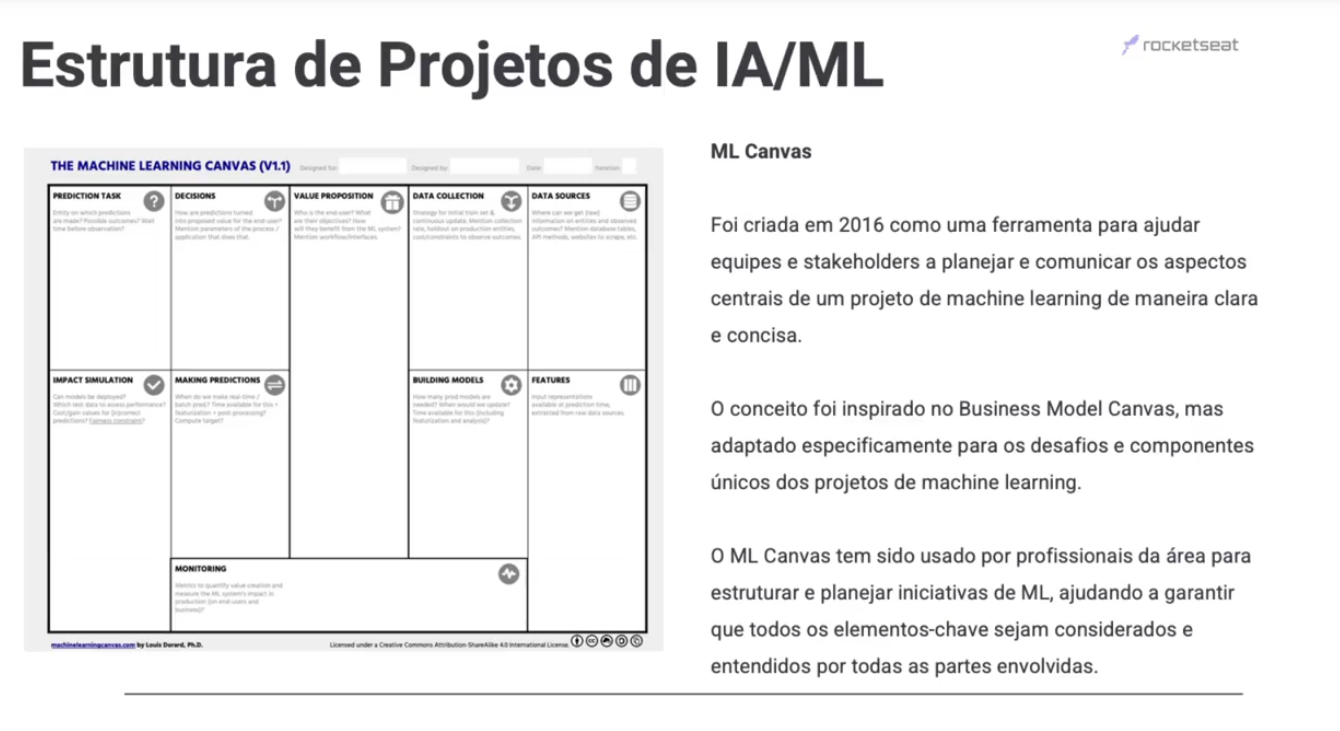 Estrutura de Projetos de IA/ML
rocketseat
THE MACHINE LEARNING CANVAS (V1.1)
Designed for:
Designed by:
Date:
Iteration:
PREDICTION TASK
Entity on which predictions
are made? Possible outcomes? Wait
time before observation?
DECISIONS
How are predictions turned
into proposed value for the end-user?
Mention parameters of the process /
application that does that.
VALUE PROPOSITION
Who is the end-user? What
are their objectives? How
will they benefit from the ML system?
Mention workflow/interfaces.
DATA COLLECTION
Strategy for initial train set &
continuous update. Mention collection
rate, holdout on production entities,
cost/constraints to observe outcomes.
DATA SOURCES
Where can we get (raw)
information on entities and observed
outcomes? Mention database tables,
API methods, websites to scrape, etc.
IMPACT SIMULATION
Can models be deployed?
Which test data to assess performance?
Cost/gain values for (in)correct
predictions? Fairness constraint?
MAKING PREDICTIONS
When do we make real-time /
batch pred.? Time available for this +
featurization + post-processing?
Compute target?
BUILDING MODELS
How many prod models are
needed? When would we update?
Time available for this (including
featurization and analysis)?
FEATURES
Input representations
available at prediction time,
extracted from raw data sources.
MONITORING
Metrics to quantify value creation and
measure the ML system's impact in
production (on end-users and
business)?
machinelearningcanvas.com by Louis Dorard, Ph.D.
Licensed under a Creative Commons Attribution-ShareAlike 4.0 International License.
ML Canvas
Foi criada em 2016 como uma ferramenta para ajudar
equipes e stakeholders a planejar e comunicar os aspectos
centrais de um projeto de machine learning de maneira clara
e concisa.
O conceito foi inspirado no Business Model Canvas, mas
adaptado especificamente para os desafios e componentes
únicos dos projetos de machine learning.
O ML Canvas tem sido usado por profissionais da área para
estruturar e planejar iniciativas de ML, ajudando a garantir
que todos os elementos-chave sejam considerados e
entendidos por todas as partes envolvidas.